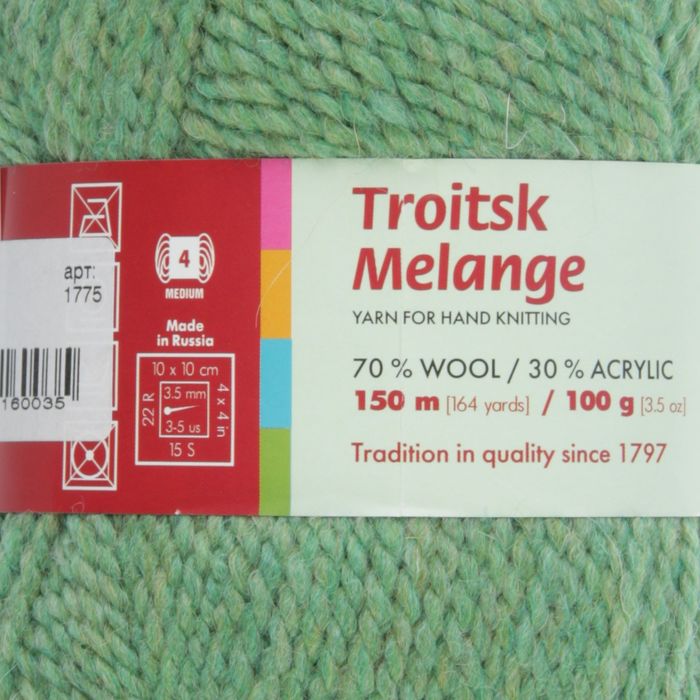 арт:
1775
160035
4
MEDIUM
Made
in Russia
10 x 10 cm
22 R
3.5 mm
3-5 us
4 x 4 in
15 S
Troitsk
Melange
YARN FOR HAND KNITTING
70 % WOOL / 30 % ACRYLIC
150 m [164 yards] / 100 g [3.5 oz]
Tradition in quality since 1797